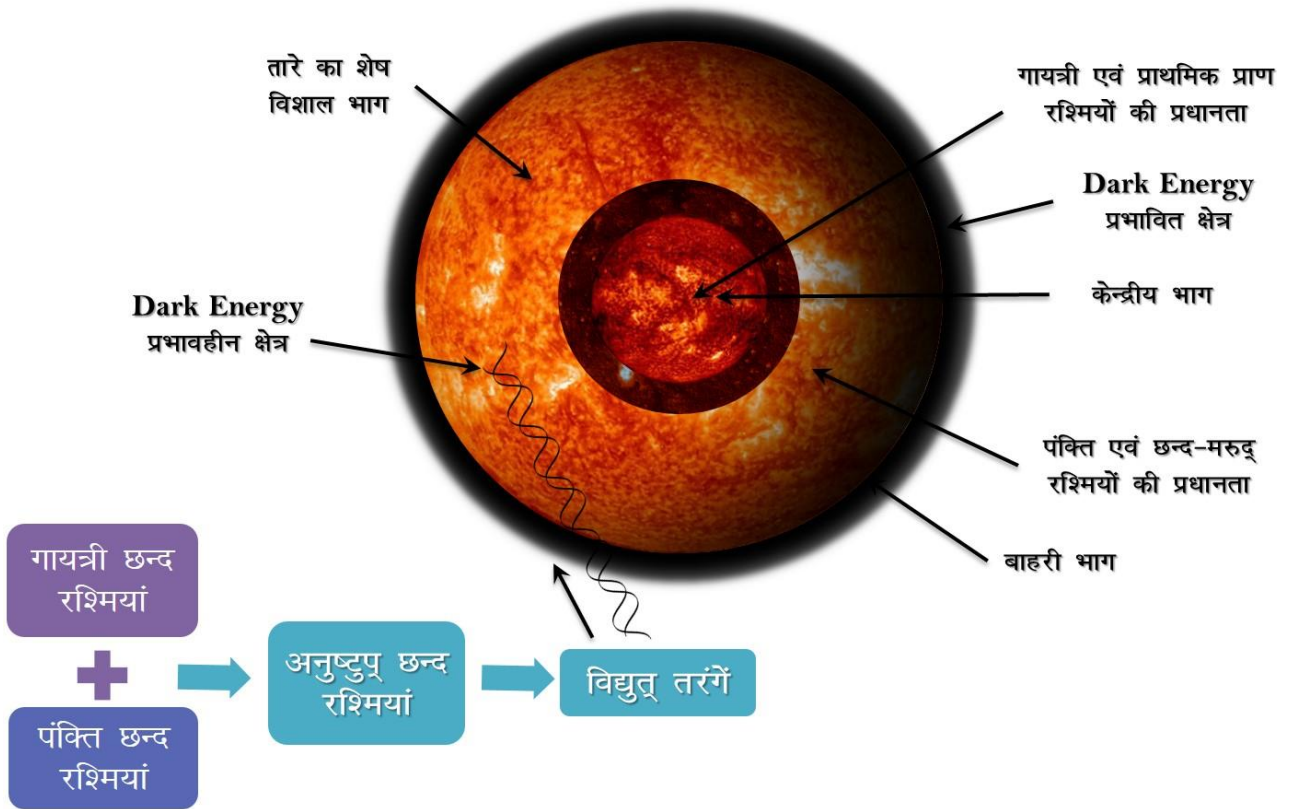 तारे का शेष
विशाल भाग
गायत्री एवं प्राथमिक प्राण
रश्मियों की प्रधानता
Dark Energy
प्रभावित क्षेत्र
केन्द्रीय भाग
Dark Energy
प्रभावहीन क्षेत्र
पंक्ति एवं छन्द-मरुद्
रश्मियों की प्रधानता
बाहरी भाग
गायत्री छन्द
रश्मियां
पंक्ति छन्द
रश्मियां
अनुष्टुप् छन्द
रश्मियां
विद्युत् तरंगें